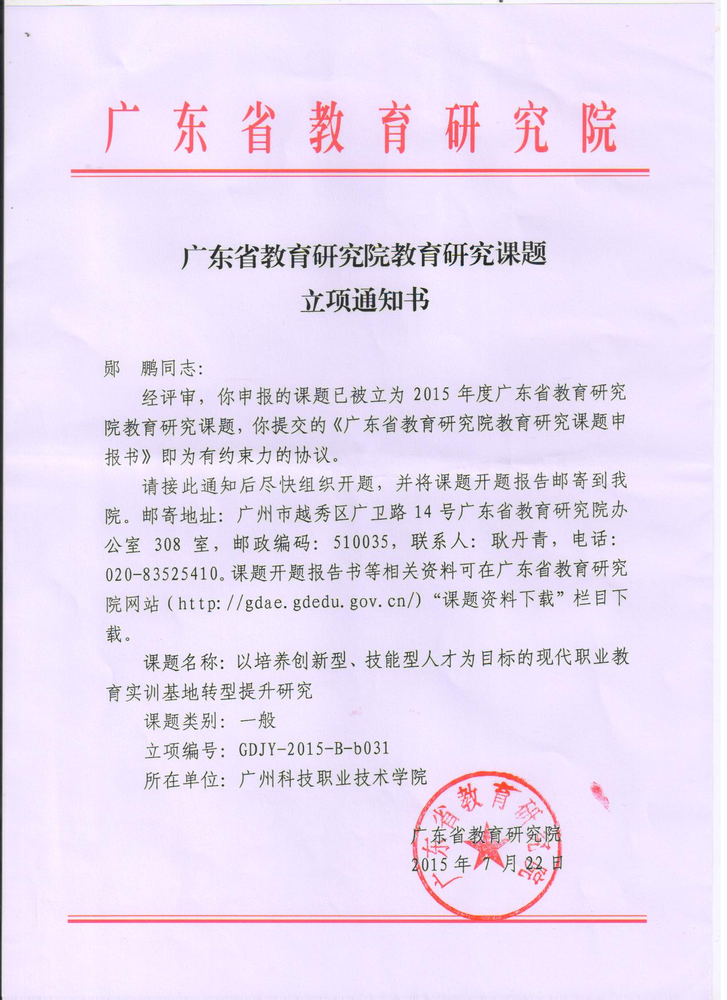 广东省教育研究院
广东省教育研究院教育研究课题
立项通知书
郧　鹏同志：
经评审，你申报的课题已被立为 2015 年度广东省教育研究
院教育研究课题，你提交的《广东省教育研究院教育研究课题申
报书》即为有约束力的协议。
请接此通知后尽快组织开题，并将课题开题报告邮寄到我
院。邮寄地址：广州市越秀区广卫路 14 号广东省教育研究院办
公室 308 室，邮政编码：510035，联系人：耿丹青，电话：
020-83525410。课题开题报告书等相关资料可在广东省教育研究
院网站（http://gdae.gdedu.gov.cn/）“课题资料下载”栏目下
载。
课题名称：以培养创新型、技能型人才为目标的现代职业教
育实训基地转型提升研究
课题类别：一般
立项编号：GDJY-2015-B-b031
所在单位：广州科技职业技术学院
广东省教育研究院
广东省教育研究院
2015 年 7 月 22 日